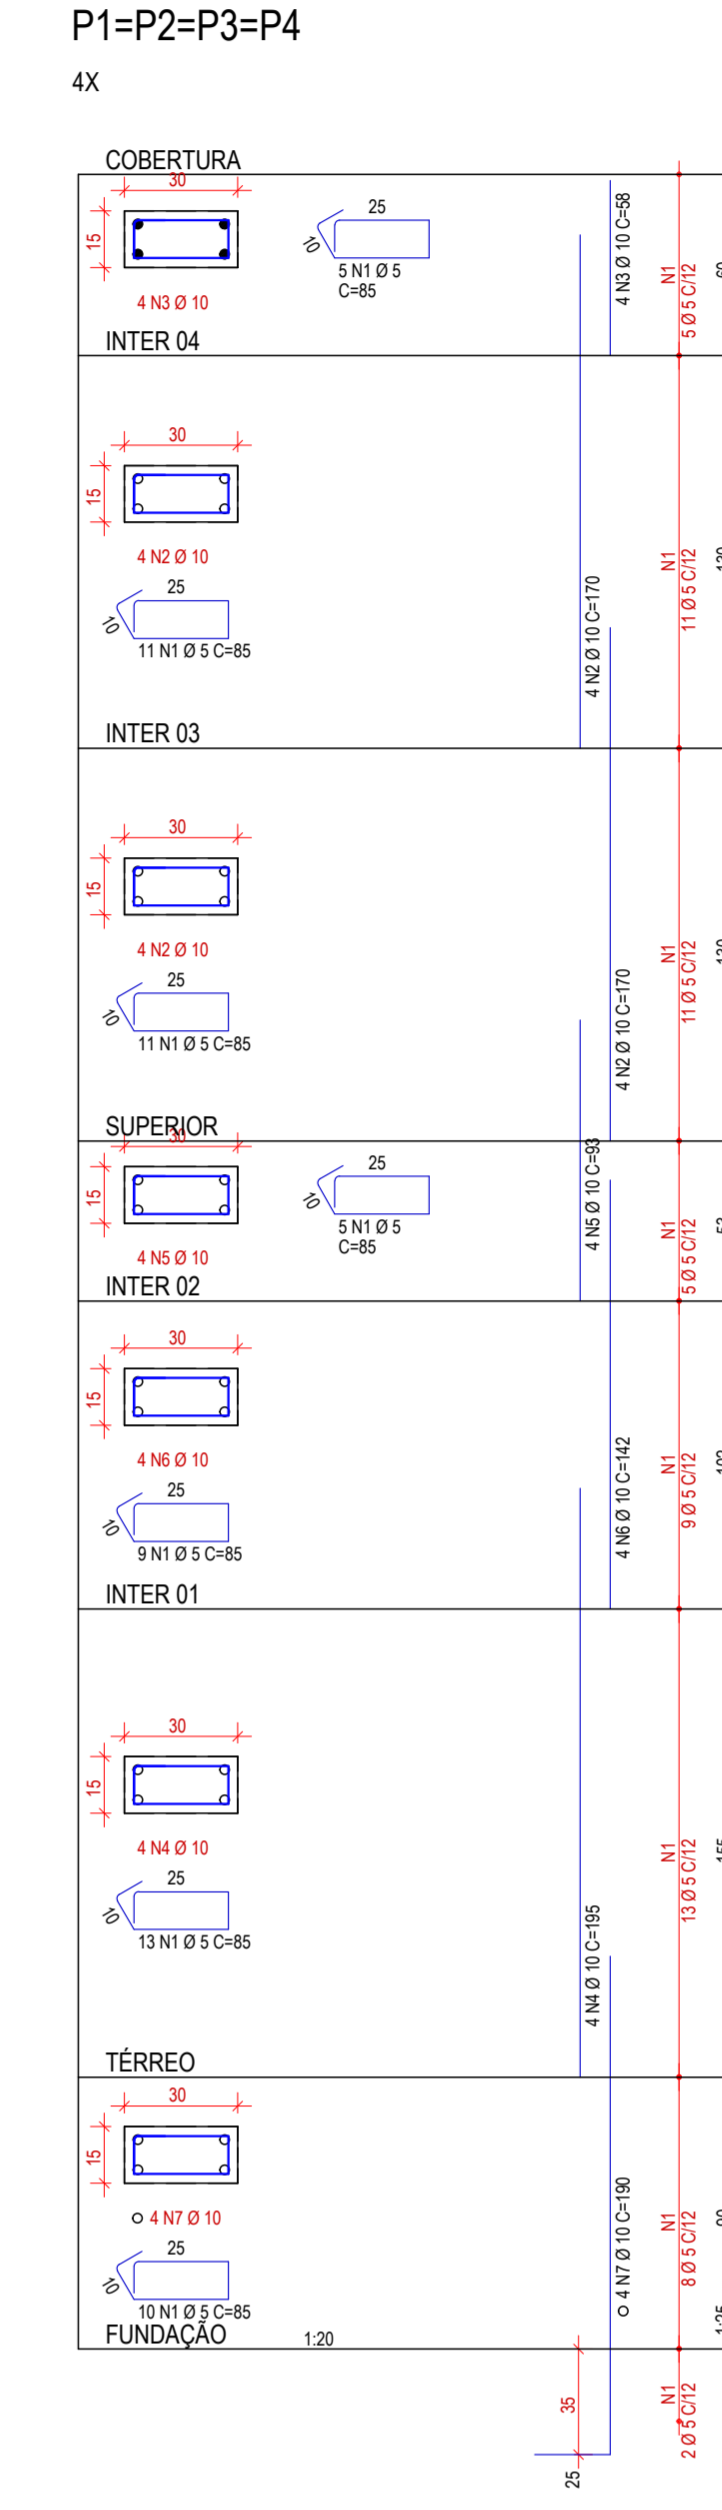 P1=P2=P3=P4
4X
COBERTURA
30
15
4 N3 Ø 10
25
10
5 N1 Ø 5
C=85
4 N3 Ø 10 C=58
N1
5 Ø 5 C/12
INTER 04
30
15
4 N2 Ø 10
25
10
11 N1 Ø 5 C=85
4 N2 Ø 10 C=170
N1
11 Ø 5 C/12
INTER 03
30
15
4 N2 Ø 10
25
10
11 N1 Ø 5 C=85
4 N2 Ø 10 C=170
N1
11 Ø 5 C/12
SUPERIOR
30
15
4 N5 Ø 10
25
10
5 N1 Ø 5
C=85
4 N5 Ø 10 C=93
N1
5 Ø 5 C/12
INTER 02
30
15
4 N6 Ø 10
25
10
9 N1 Ø 5 C=85
4 N6 Ø 10 C=142
N1
9 Ø 5 C/12
INTER 01
30
15
4 N4 Ø 10
25
10
13 N1 Ø 5 C=85
4 N4 Ø 10 C=195
N1
13 Ø 5 C/12
TÉRREO
30
15
4 N7 Ø 10
25
10
10 N1 Ø 5 C=85
4 N7 Ø 10 C=190
N1
8 Ø 5 C/12
FUNDAÇÃO
1:20
35
25
N1
2 Ø 5 C/12